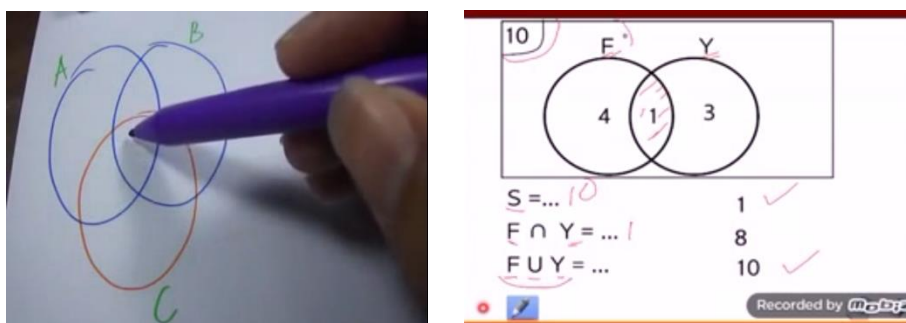 A
B
C
10
F
Y
4
1
3
S =... 10
1
F ∩ Y = ... 1
8
F U Y = ...
10
Recorded by